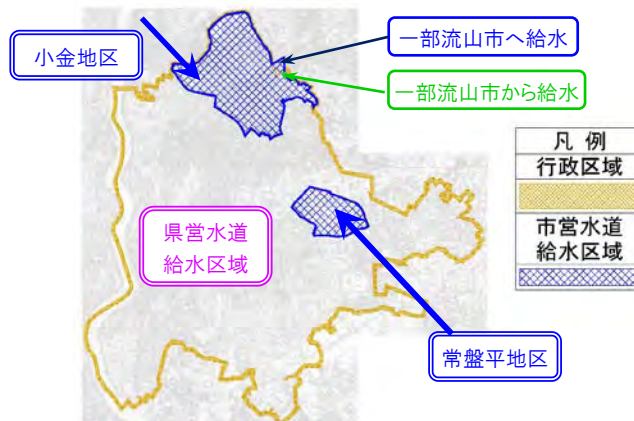 小金地区
一部流山市へ給水
一部流山市から給水
凡 例
行政区域
市営水道
給水区域
県営水道
給水区域
常盤平地区